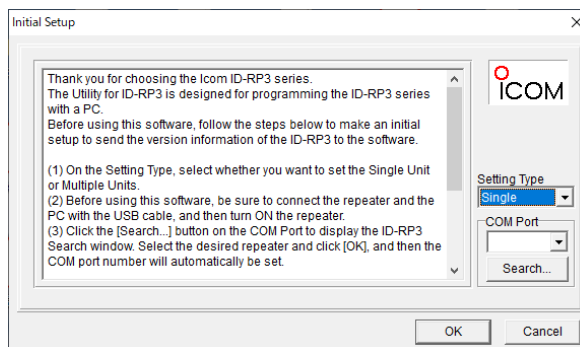 Initial Setup
Thank you for choosing the Icom ID-RP3 series.
The Utility for ID-RP3 is designed for programming the ID-RP3 series
with a PC.
Before using this software, follow the steps below to make an initial
setup to send the version information of the ID-RP3 to the software.
(1) On the Setting Type, select whether you want to set the Single Unit
or Multiple Units.
(2) Before using this software, be sure to connect the repeater and the
PC with the USB cable, and then turn ON the repeater.
(3) Click the [Search...] button on the COM Port to display the ID-RP3
Search window. Select the desired repeater and click [OK], and then the
COM port number will automatically be set.
ICOM
Setting Type
Single
COM Port
Search...
OK
Cancel